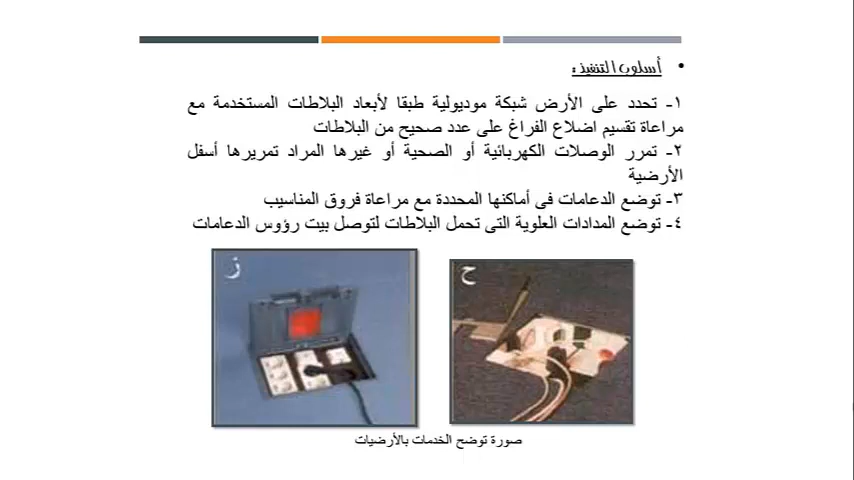 • أسلوب التنفيذ :
١- تحدد على الأرض شبكة موديولية طبقا لأبعاد البلاطات المستخدمة مع
مراعاة تقسيم اضلاع الفراغ على عدد صحيح من البلاطات
٢- تمرر الوصلات الكهربائية أو الصحية أو غيرها المراد تمريرها أسفل
الأرضية
٣- توضع الدعامات فى أماكنها المحددة مع مراعاة فروق المناسيب
٤- توضع المدادات العلوية التى تحمل البلاطات لتوصل بيت رؤوس الدعامات
ح
ز
صورة توضح الخدمات بالأرضيات